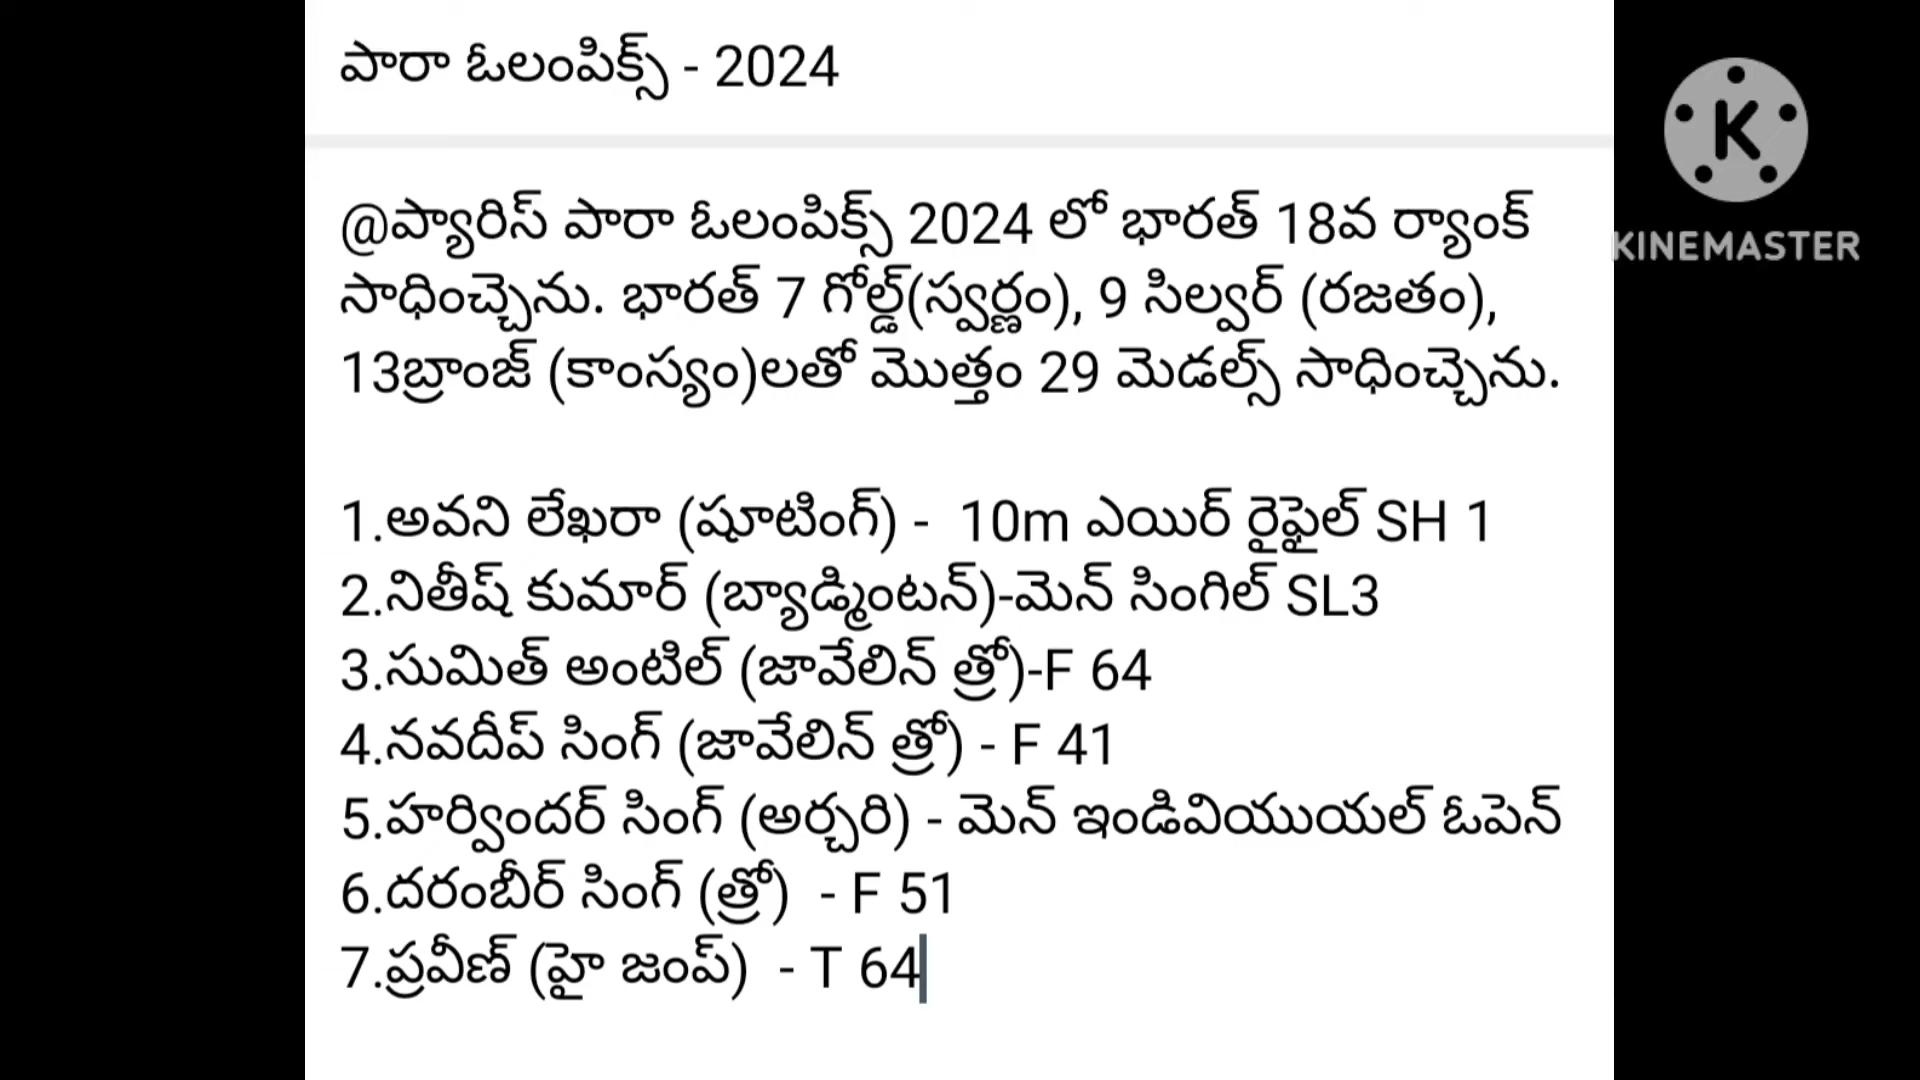 పారా ఓలంపిక్స్ - 2024
@ప్యారిస్ పారా ఓలంపిక్స్ 2024 లో భారత్ 18వ ర్యాంక్
సాధించ్చెను. భారత్ 7 గోల్డ్(స్వర్ణం), 9 సిల్వర్ (రజతం),
13బ్రాంజ్ (కాంస్యం)లతో మొత్తం 29 మెడల్స్ సాధించ్చెను.
1.అవని లేఖరా (షూటింగ్) -  10m ఎయిర్ రైఫైల్ SH 1
2.నితీష్ కుమార్ (బ్యాడ్మింటన్)-మెన్ సింగిల్ SL3
3.సుమిత్ అంటిల్ (జావేలిన్ త్రో)-F 64
4.నవదీప్ సింగ్ (జావేలిన్ త్రో) - F 41
5.హర్విందర్ సింగ్ (అర్చరి) - మెన్ ఇండివియుయల్ ఓపెన్
6.దరంబీర్ సింగ్ (త్రో)  - F 51
7.ప్రవీణ్ (హై జంప్)  - T 64
K
KINEMASTER